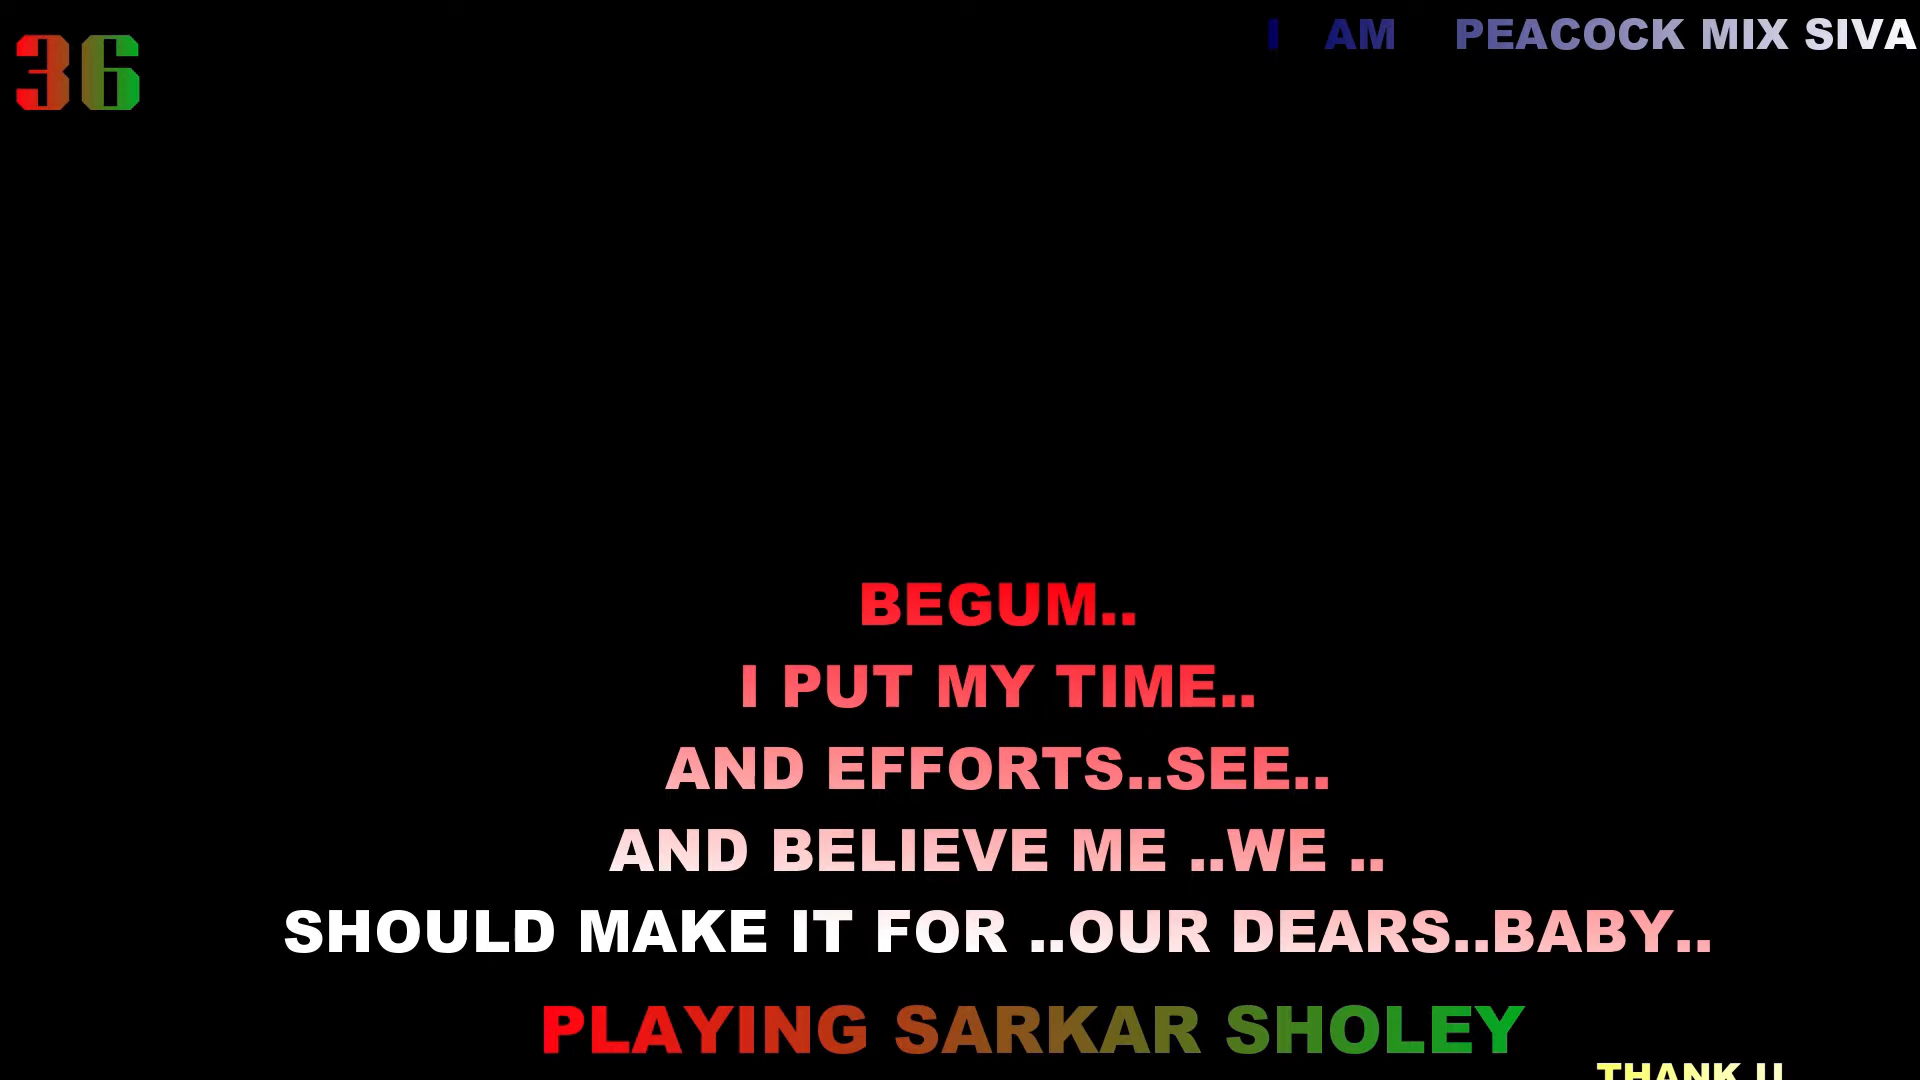 36
I AM PEACOCK MIX SIVA
BEGUM..
I PUT MY TIME..
AND EFFORTS..SEE..
AND BELIEVE ME ..WE ..
SHOULD MAKE IT FOR ..OUR DEARS..BABY..
PLAYING SARKAR SHOLEY
THANK U